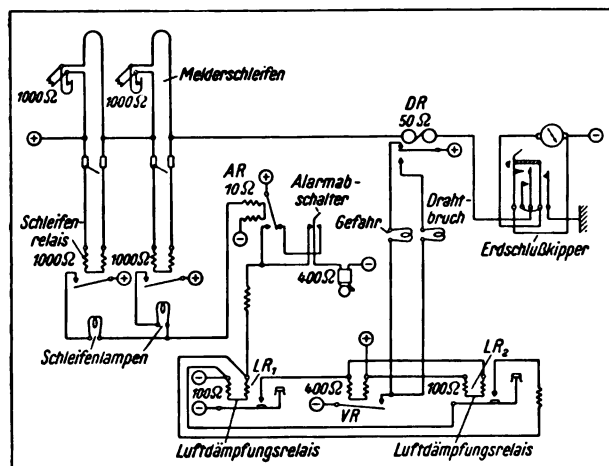 1000Ω
1000Ω
Melderschleifen
DR
50Ω
+
-
+
AR
10Ω
+
-
Alarmab-
schalter
Gefahr
Draht-
bruch
Erdschlußkipper
Schleifen-
relais
1000Ω
1000Ω
+
+
400Ω
-
Schleifenlampen
+
LR1
LR2
-
100Ω
400Ω
100Ω
-
-
VR
Luftdämpfungsrelais
Luftdämpfungsrelais